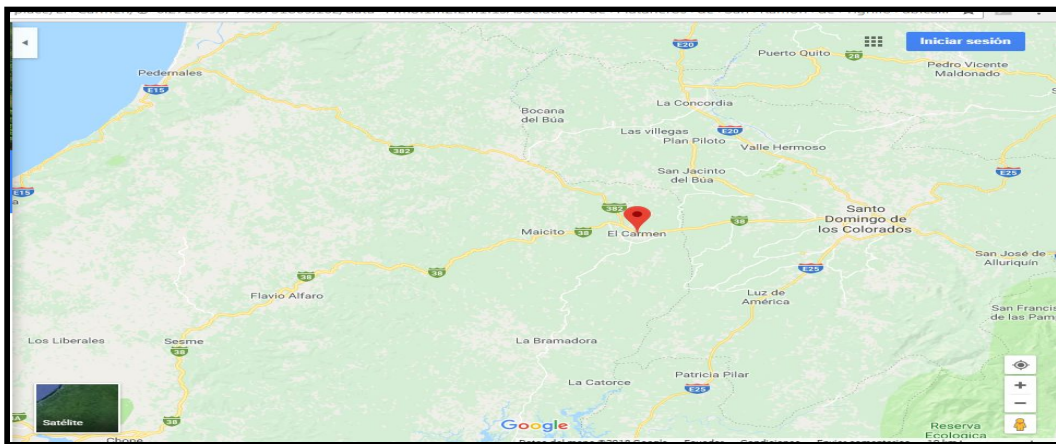 Iniciar sesión
E20
Puerto Quito
28
Pedro Vicente
Maldonado
Pedernales
E15
La Concordia
Bocana
del Búa
Las villegas
E20
Plan Piloto
Valle Hermoso
382
San Jacinto
del Búa
E25
E15
a
382
Santo
Domingo de
los Colorados
38
Maicito
38
El Carmen
San José de
Alluriquín
38
38
E25
Flavio Alfaro
Luz de
América
San Francis
de las Pam
Los Liberales
Sesme
38
La Bramadora
Patricia Pilar
La Catorce
E25
Satélite
38
Google
Reserva
Ecológica